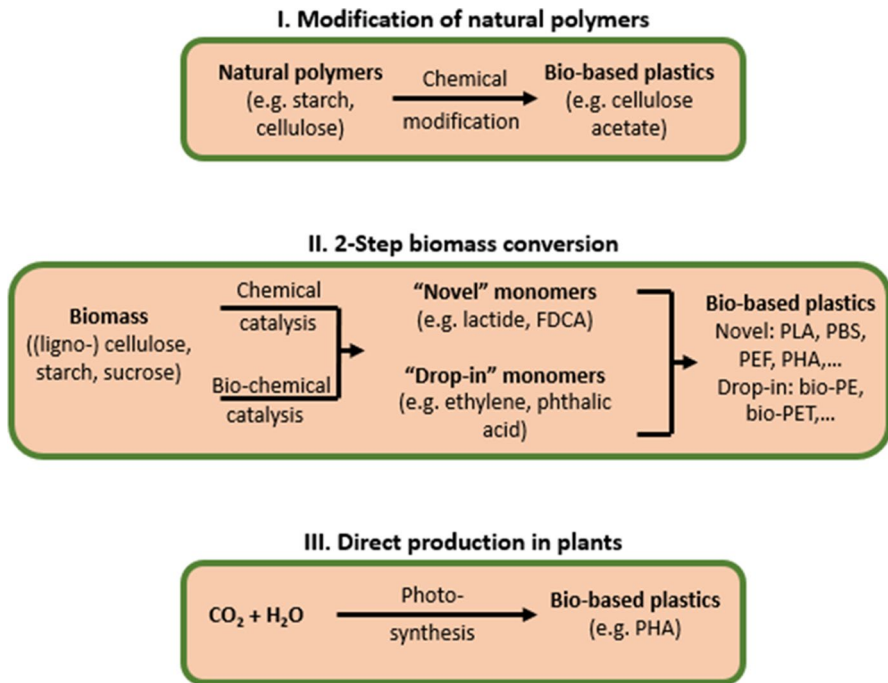 I. Modification of natural polymers
Natural polymers
(e.g. starch,
cellulose)
Chemical
modification
Bio-based plastics
(e.g. cellulose
acetate)
II. 2-Step biomass conversion
Biomass
((ligno-) cellulose,
starch, sucrose)
Chemical
catalysis
Bio-chemical
catalysis
“Novel” monomers
(e.g. lactide, FDCA)
“Drop-in” monomers
(e.g. ethylene, phthalic
acid)
Bio-based plastics
Novel: PLA, PBS,
PEF, PHA,...
Drop-in: bio-PE,
bio-PET,...
III. Direct production in plants
CO₂ + H₂O
Photo-
synthesis
Bio-based plastics
(e.g. PHA)